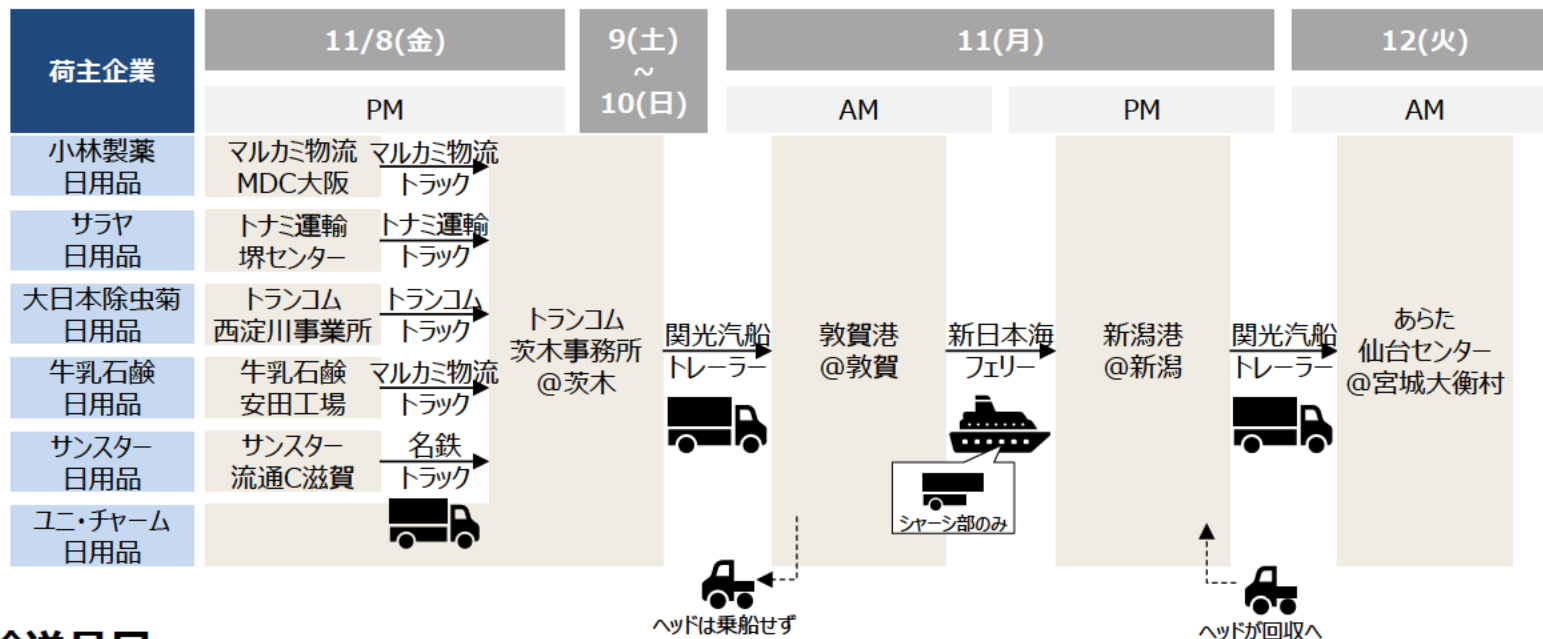 荷主企業
11/8(金)
9(土)
~
10(日)
11(月)
12(火)
PM
AM
PM
AM
小林製薬
日用品
マルカミ物流
MDC大阪
マルカミ物流
トラック
サラヤ
日用品
トナミ運輸
堺センター
トナミ運輸
トラック
大日本除虫菊
日用品
トランコム
西淀川事業所
トランコム
トラック
牛乳石鹸
日用品
牛乳石鹸
安田工場
マルカミ物流
トラック
サンスター
日用品
サンスター
流通C滋賀
名鉄
トラック
ユニ・チャーム
日用品
トランコム
茨木事務所
@茨木
関光汽船
トレーラー
敦賀港
@敦賀
新日本海
フェリー
シャーシ部のみ
新潟港
@新潟
関光汽船
トレーラー
あらた
仙台センター
@宮城大衡村
ヘッドは乗船せず
ヘッドが回収へ